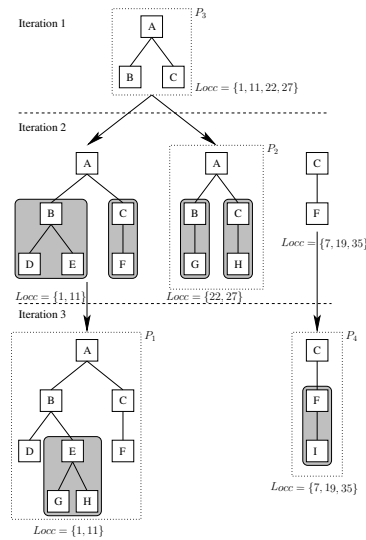 Iteration 1
P3
A
B C
Locc = {1, 11, 22, 27}
Iteration 2
P2
A A C
B C B C F
Locc = {7, 19, 35}
D E F G H
Locc = {1, 11} Locc = {22, 27}
Iteration 3
P1 P4
A C
B C F
D E F I
G H
Locc = {7, 19, 35}
Locc = {1, 11}